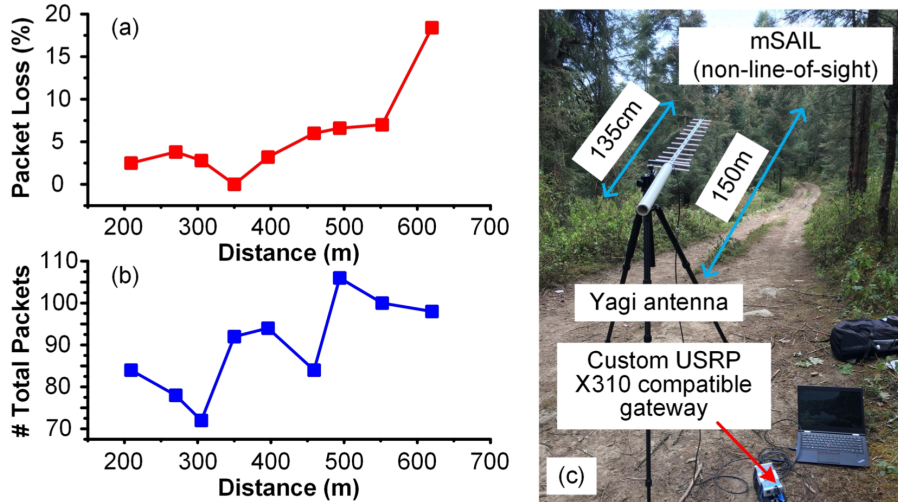 (a)
Packet Loss (%)
20
15
10
5
0
200 300 400 500 600 700
Distance (m)
(b)
# Total Packets
110
100
90
80
70
200 300 400 500 600 700
Distance (m)
mSAIL
(non-line-of-sight)
135cm
150m
Yagi antenna
Custom USRP
X310 compatible
gateway
(c)